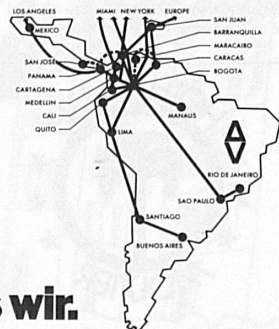 LOS ANGELES
MIAMI NEW YORK
EUROPE
MEXICO
SAN JUAN
BARRANQUILLA
MARACAIBO
CARACAS
BOGOTA
SAN JOSE
PANAMA
CARTAGENA
MEDELLIN
CALI
QUITO
MANAUS
LIMA
RIO DE JANEIRO
SAO PAULO
SANTIAGO
BUENOS AIRES
wir.